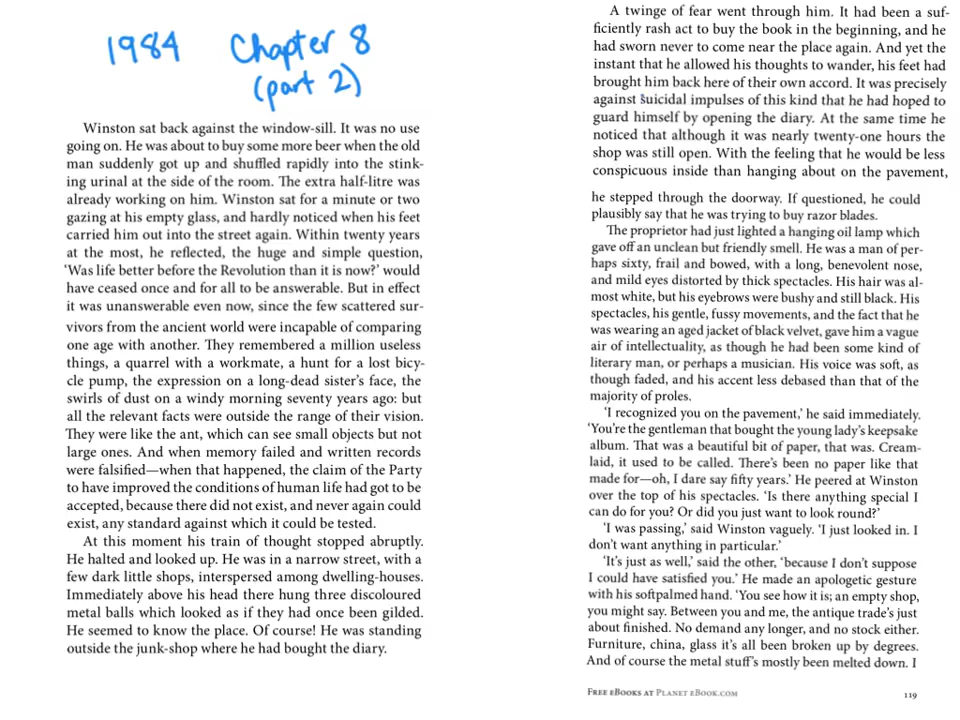 1984 Chapter 8
(part 2)
Winston sat back against the window-sill. It was no use
going on. He was about to buy some more beer when the old
man suddenly got up and shuffled rapidly into the stink-
ing urinal at the side of the room. The extra half-litre was
already working on him. Winston sat for a minute or two
gazing at his empty glass, and hardly noticed when his feet
carried him out into the street again. Within twenty years
at the most, he reflected, the huge and simple question,
‘Was life better before the Revolution than it is now?’ would
have ceased once and for all to be answerable. But in effect
it was unanswerable even now, since the few scattered sur-
vivors from the ancient world were incapable of comparing
one age with another. They remembered a million useless
things, a quarrel with a workmate, a hunt for a lost bicy-
cle pump, the expression on a long-dead sister’s face, the
swirls of dust on a windy morning seventy years ago: but
all the relevant facts were outside the range of their vision.
They were like the ant, which can see small objects but not
large ones. And when memory failed and written records
were falsified—when that happened, the claim of the Party
to have improved the conditions of human life had got to be
accepted, because there did not exist, and never again could
exist, any standard against which it could be tested.
At this moment his train of thought stopped abruptly.
He halted and looked up. He was in a narrow street, with a
few dark little shops, interspersed among dwelling-houses.
Immediately above his head there hung three discoloured
metal balls which looked as if they had once been gilded.
He seemed to know the place. Of course! He was standing
outside the junk-shop where he had bought the diary.
A twinge of fear went through him. It had been a suf-
ficiently rash act to buy the book in the beginning, and he
had sworn never to come near the place again. And yet the
instant that he allowed his thoughts to wander, his feet had
brought him back here of their own accord. It was precisely
against suicidal impulses of this kind that he had hoped to
guard himself by opening the diary. At the same time he
noticed that although it was nearly twenty-one hours the
shop was still open. With the feeling that he would be less
conspicuous inside than hanging about on the pavement,
he stepped through the doorway. If questioned, he could
plausibly say that he was trying to buy razor blades.
The proprietor had just lighted a hanging oil lamp which
gave off an unclean but friendly smell. He was a man of per-
haps sixty, frail and bowed, with a long, benevolent nose,
and mild eyes distorted by thick spectacles. His hair was al-
most white, but his eyebrows were bushy and still black. His
spectacles, his gentle, fussy movements, and the fact that he
was wearing an aged jacket of black velvet, gave him a vague
air of intellectuality, as though he had been some kind of
literary man, or perhaps a musician. His voice was soft, as
though faded, and his accent less debased than that of the
majority of proles.
‘I recognized you on the pavement,’ he said immediately.
‘You’re the gentleman that bought the young lady’s keepsake
album. That was a beautiful bit of paper, that was. Cream-
laid, it used to be called. There’s been no paper like that
made for—oh, I dare say fifty years.’ He peered at Winston
over the top of his spectacles. ‘Is there anything special I
can do for you? Or did you just want to look round?’
‘I was passing,’ said Winston vaguely. ‘I just looked in. I
don’t want anything in particular.’
‘It’s just as well,’ said the other, ‘because I don’t suppose
I could have satisfied you.’ He made an apologetic gesture
with his softpalmed hand. ‘You see how it is; an empty shop,
you might say. Between you and me, the antique trade’s just
about finished. No demand any longer, and no stock either.
Furniture, china, glass it’s all been broken up by degrees.
And of course the metal stuff’s mostly been melted down. I
FREE EBOOKS AT PLANET EBOOK.COM 119